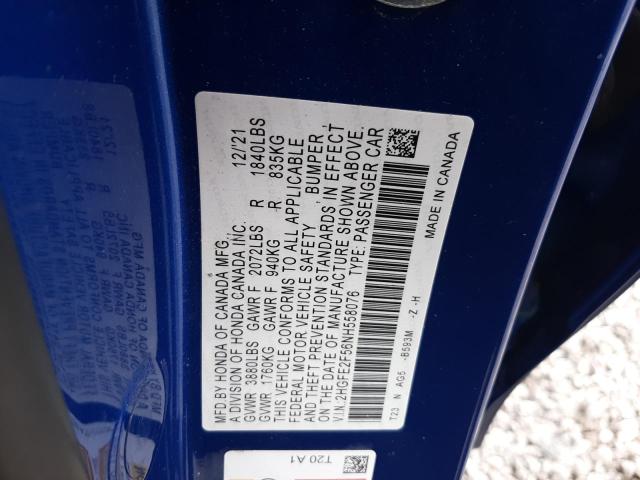 MFD.BY HONDA OF CANADA MFG., 12/'21
A DIVISION OF HONDA CANADA INC.
GVWR 3880LBS GAWR F 2072LBS R 1840LBS
GVWR 1760KG GAWR F 940KG R 835KG
THIS VEHICLE CONFORMS TO ALL APPLICABLE
FEDERAL MOTOR VEHICLE SAFETY, BUMPER,
AND THEFT PREVENTION STANDARDS IN EFFECT
ON THE DATE OF MANUFACTURE SHOWN ABOVE.
V.I.N.:2HGFE2F56NH558076 TYPE: PASSENGER CAR
MADE IN CANADA
T23 N AG5 -B593M -Z -H
T20 A1